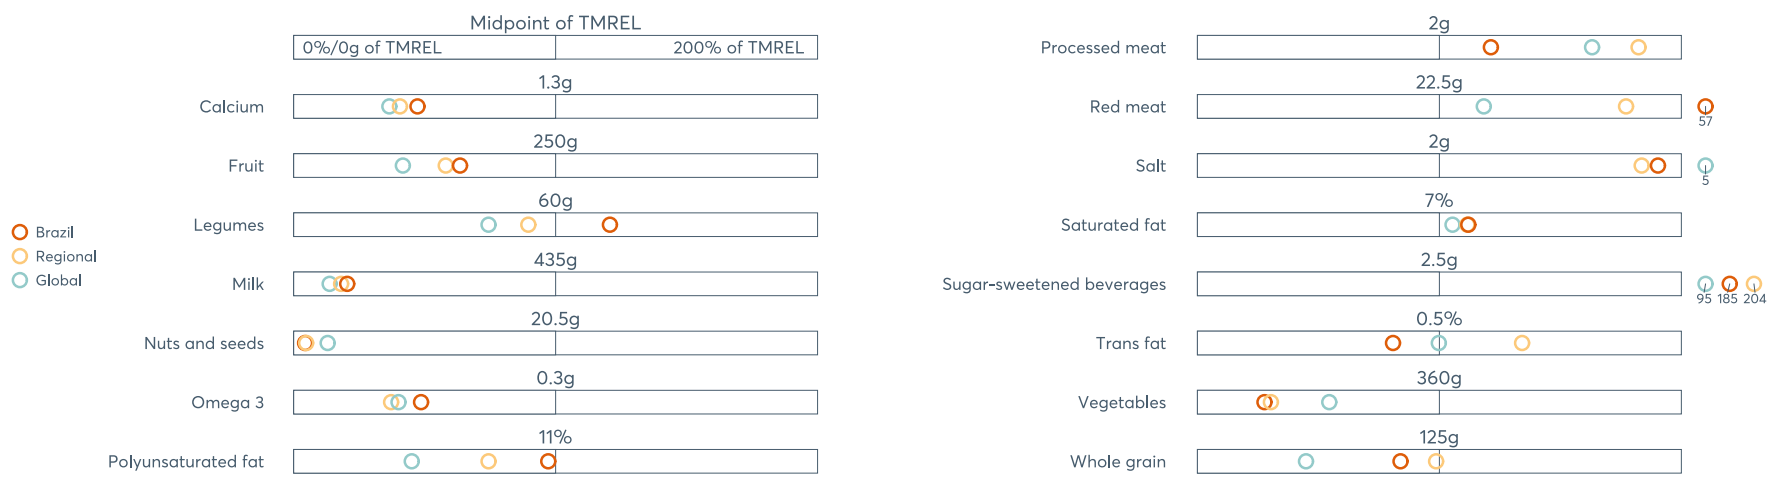 Midpoint of TMREL
0%/0g of TMREL 200% of TMREL
Calcium 1.3g
Fruit 250g
Legumes 60g
Milk 435g
Nuts and seeds 20.5g
Omega 3 0.3g
Polyunsaturated fat 11%
Brazil
Regional
Global
Processed meat 2g
Red meat 22.5g
57
Salt 2g
5
Saturated fat 7%
Sugar-sweetened beverages 2.5g
95 185 204
Trans fat 0.5%
Vegetables 360g
Whole grain 125g